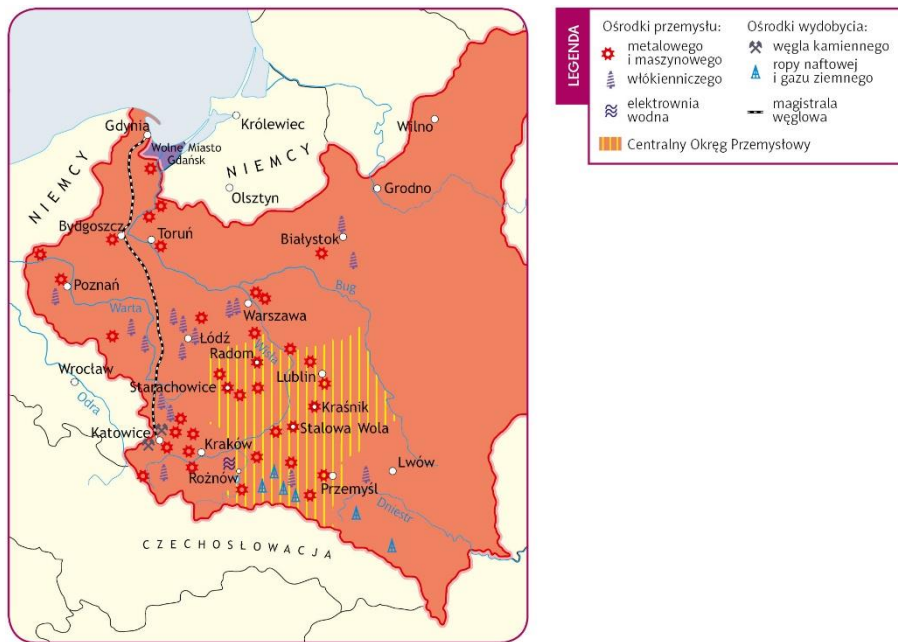 Gdynia
Wolne Miasto
Gdańsk
Królewiec
Wilno
NIEMCY
NIEMCY
Olsztyn
Grodno
Bydgoszcz
Toruń
Białystok
Poznań
Bug
Warta
Warszawa
Łódź
Wisła
Radom
Wrocław
Lublin
Starachowice
Odra
Kraśnik
Stalowa Wola
Katowice
Kraków
Lwów
Rożnów
Przemyśl
Dniestr
CZECHOSŁOWACJA
LEGENDA
Ośrodki przemysłu:
metalowego
i maszynowego
włókienniczego
elektrownia
wodna
Centralny Okręg Przemysłowy
Ośrodki wydobycia:
węgla kamiennego
ropy naftowej
i gazu ziemnego
magistrala
węglowa